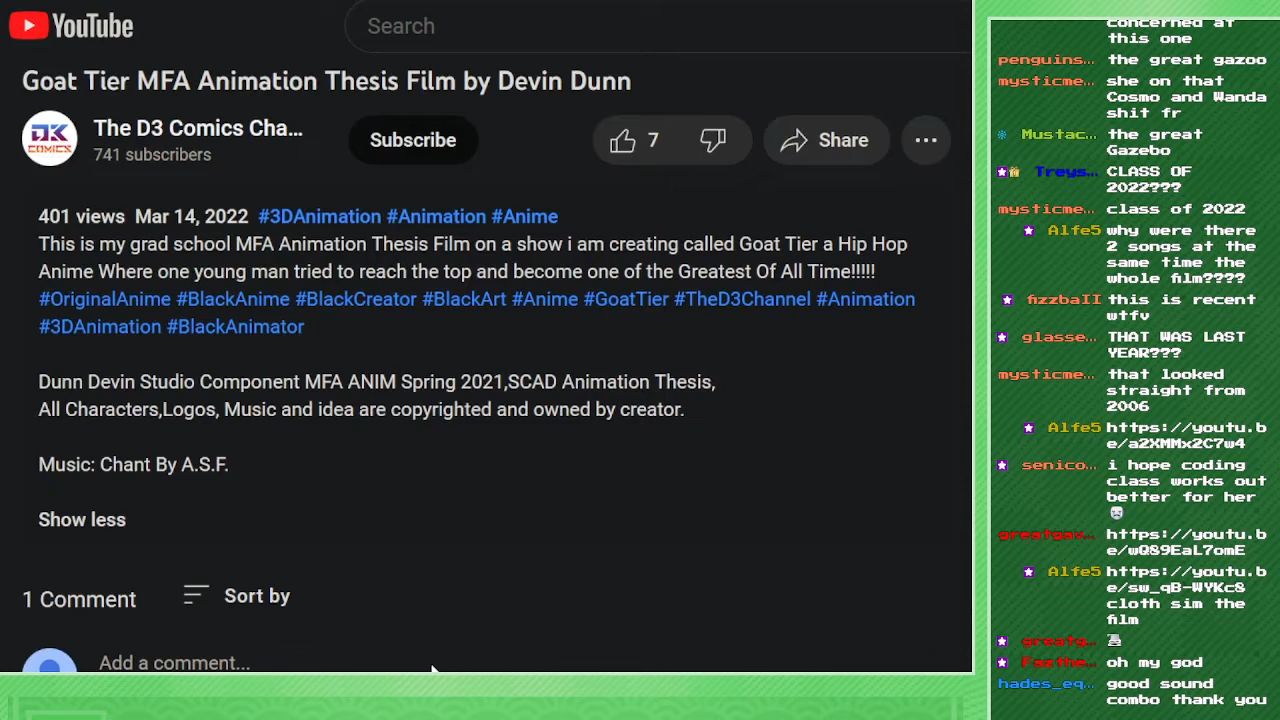 YouTube
Search
Goat Tier MFA Animation Thesis Film by Devin Dunn
DK
COMICS
The D3 Comics Cha...
741 subscribers
Subscribe
7
Share
401 views Mar 14, 2022 #3DAnimation #Animation #Anime
This is my grad school MFA Animation Thesis Film on a show i am creating called Goat Tier a Hip Hop
Anime Where one young man tried to reach the top and become one of the Greatest Of All Time!!!!!
#OriginalAnime #BlackAnime #BlackCreator #BlackArt #Anime #GoatTier #TheD3Channel #Animation
#3DAnimation #BlackAnimator
Dunn Devin Studio Component MFA ANIM Spring 2021,SCAD Animation Thesis,
All Characters,Logos, Music and idea are copyrighted and owned by creator.
Music: Chant By A.S.F.
Show less
1 Comment
Sort by
Add a comment...
concerned at
this one
penguins... the great gazoo
mysticme... she on that
Cosmo and Wanda
shit fr
Mustac... the great
Gazebo
Treys... CLASS OF
2022???
mysticme... class of 2022
Alfe5 why were there
2 songs at the
same time the
whole film????
fizzball this is recent
wtfv
glasse... THAT WAS LAST
YEAR???
mysticme... that looked
straight from
2006
Alfe5 https://youtu.b
e/a2XMMx2C7w4
senico... i hope coding
class works out
better for her
greatgav... https://youtu.b
e/wQ89EaL7omE
Alfe5 https://youtu.b
e/sw_qB-WYKc&
cloth sim the
film
greatg...
Fazthe... oh my god
hades_eq... good sound
combo thank you